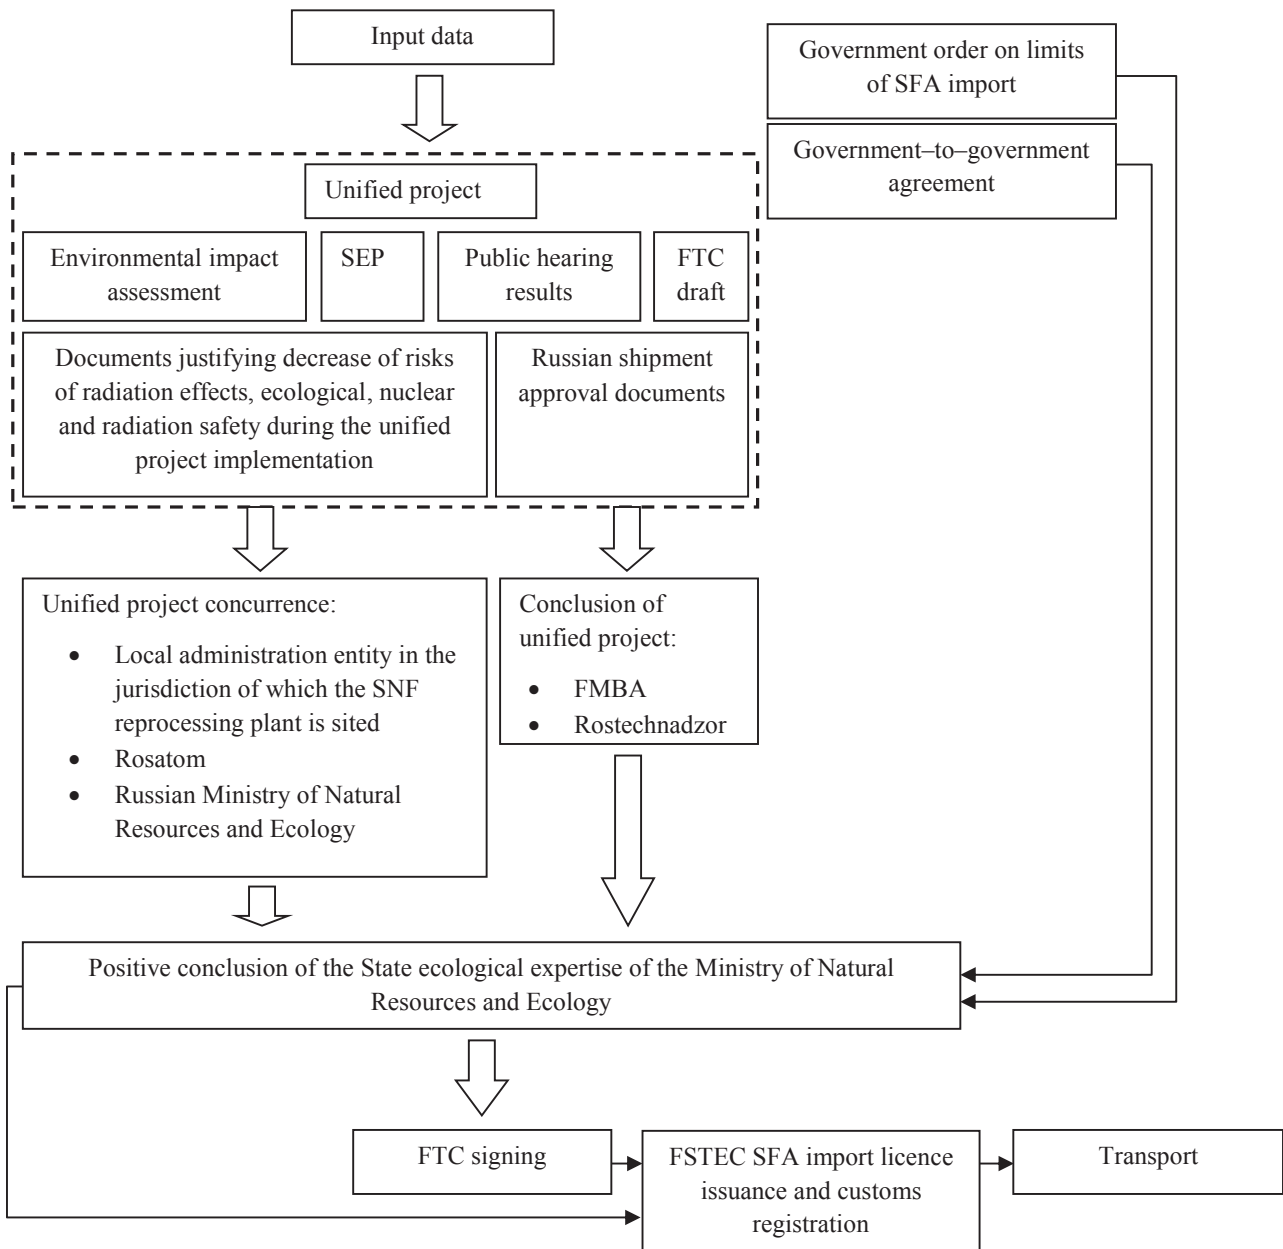 Input data
Government order on limits
of SFA import
Government–to–government
agreement
Unified project
Environmental impact
assessment
SEP
Public hearing
results
FTC
draft
Documents justifying decrease of risks
of radiation effects, ecological, nuclear
and radiation safety during the unified
project implementation
Russian shipment
approval documents
Unified project concurrence:
• Local administration entity in the
jurisdiction of which the SNF
reprocessing plant is sited
• Rosatom
• Russian Ministry of Natural
Resources and Ecology
Conclusion of
unified project:
• FMBA
• Rostechnadzor
Positive conclusion of the State ecological expertise of the Ministry of Natural
Resources and Ecology
FTC signing
FSTEC SFA import licence
issuance and customs
registration
Transport